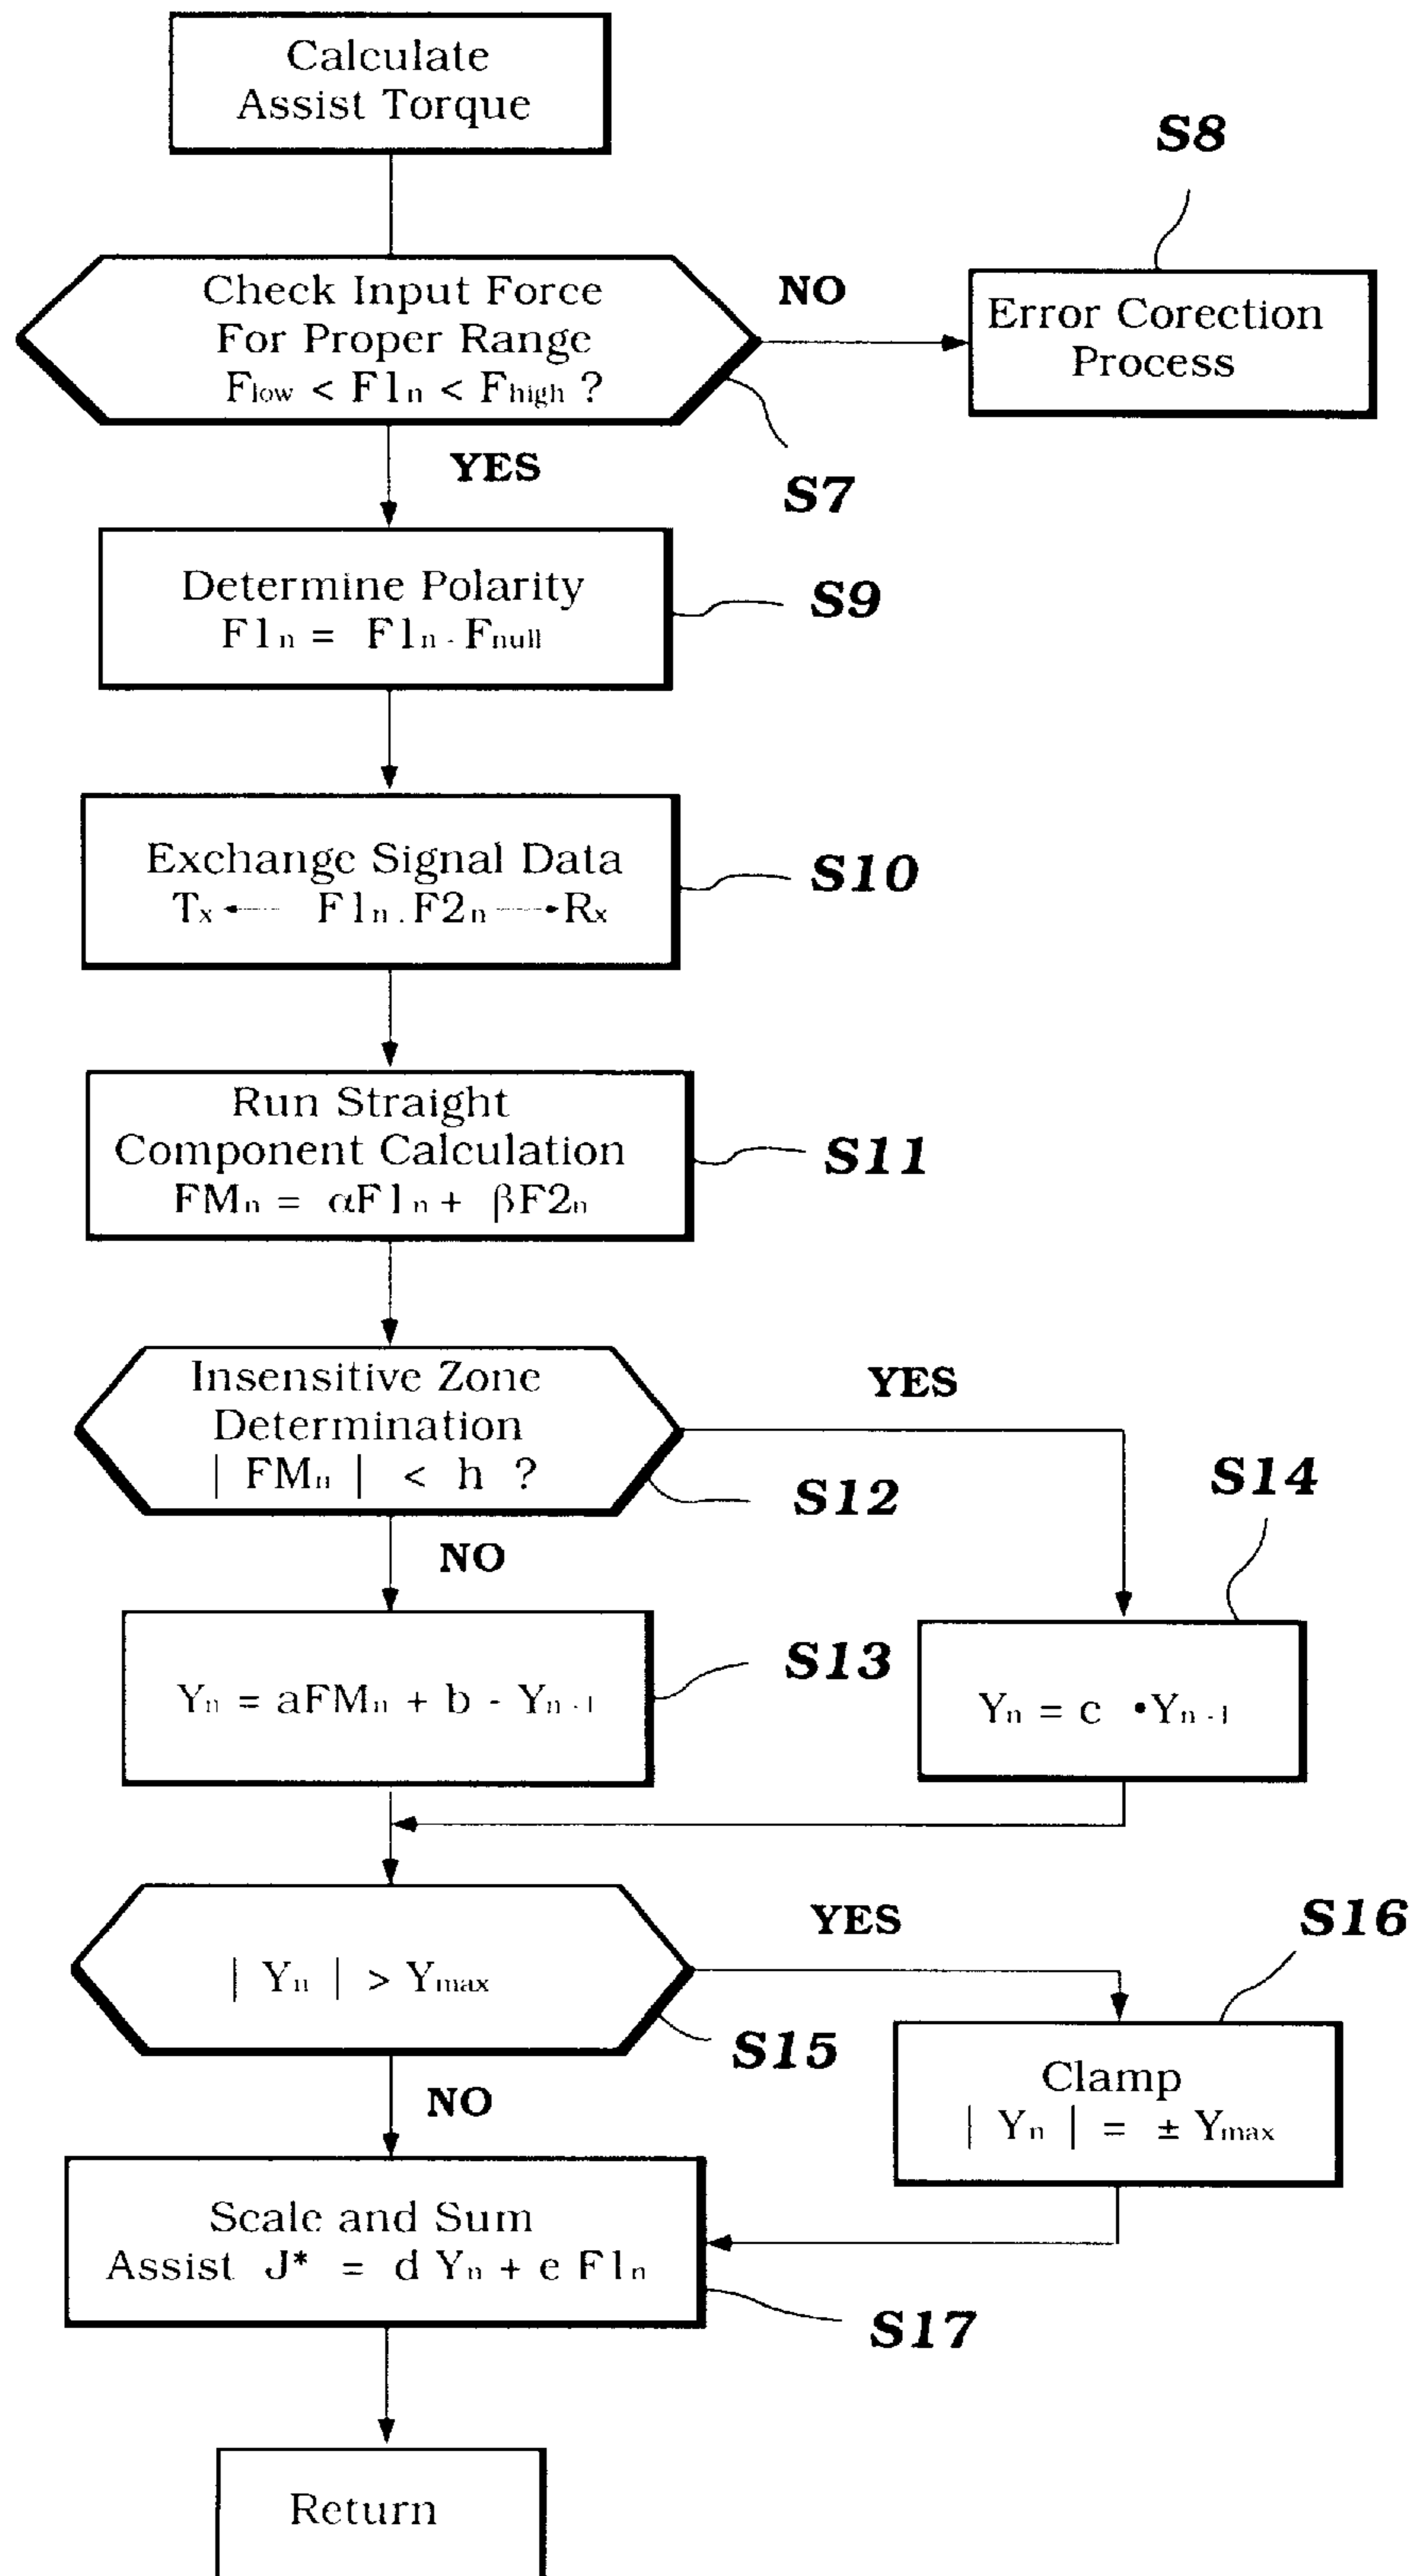 Calculate
Assist Torque
S8
Check Input Force
For Proper Range
Flow < F1n < Fhigh ?
NO
Error Corection
Process
YES
S7
Determine Polarity
F1n = F1n - Fnull
S9
Exchange Signal Data
Tx ← F1n . F2n → Rx
S10
Run Straight
Component Calculation
FMn = αF1n + βF2n
S11
Insensitive Zone
Determination
| FMn | < h ?
YES
S12
S14
NO
Yn = aFMn + b - Yn-1
S13
Yn = c •Yn-1
| Yn | > Ymax
YES
S16
S15
NO
Clamp
| Yn | = ± Ymax
Scale and Sum
Assist J* = d Yn + e F1n
S17
Return